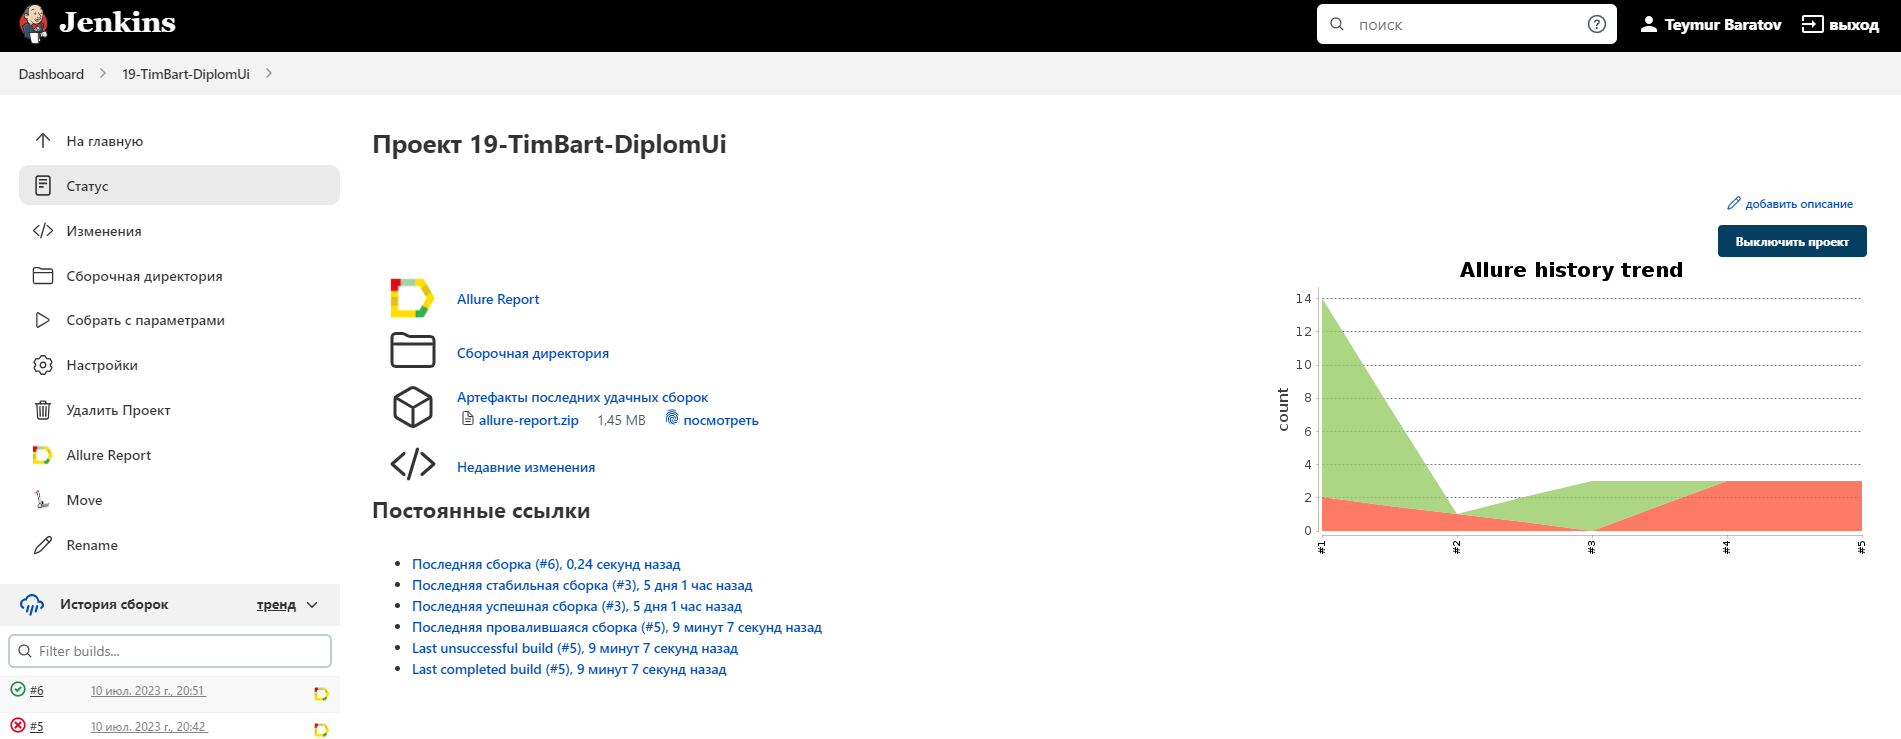 Jenkins
поиск
Teymur Baratov
выход
Dashboard
19-TimBart-DiplomUi
На главную
Статус
Изменения
Сборочная директория
Собрать с параметрами
Настройки
Удалить Проект
Allure Report
Move
Rename
История сборок
тренд
Filter builds...
#6
10 июл. 2023 г., 20:51
#5
10 июл. 2023 г., 20:42
Проект 19-TimBart-DiplomUi
добавить описание
Выключить проект
Allure Report
Сборочная директория
Артефакты последних удачных сборок
allure-report.zip 1,45 MB посмотреть
Недавние изменения
Постоянные ссылки
Последняя сборка (#6), 0,24 секунд назад
Последняя стабильная сборка (#3), 5 дня 1 час назад
Последняя успешная сборка (#3), 5 дня 1 час назад
Последняя провалившаяся сборка (#5), 9 минут 7 секунд назад
Last unsuccessful build (#5), 9 минут 7 секунд назад
Last completed build (#5), 9 минут 7 секунд назад
Allure history trend
count
14
12
10
8
6
4
2
0
#1
#2
#3
#4
#5